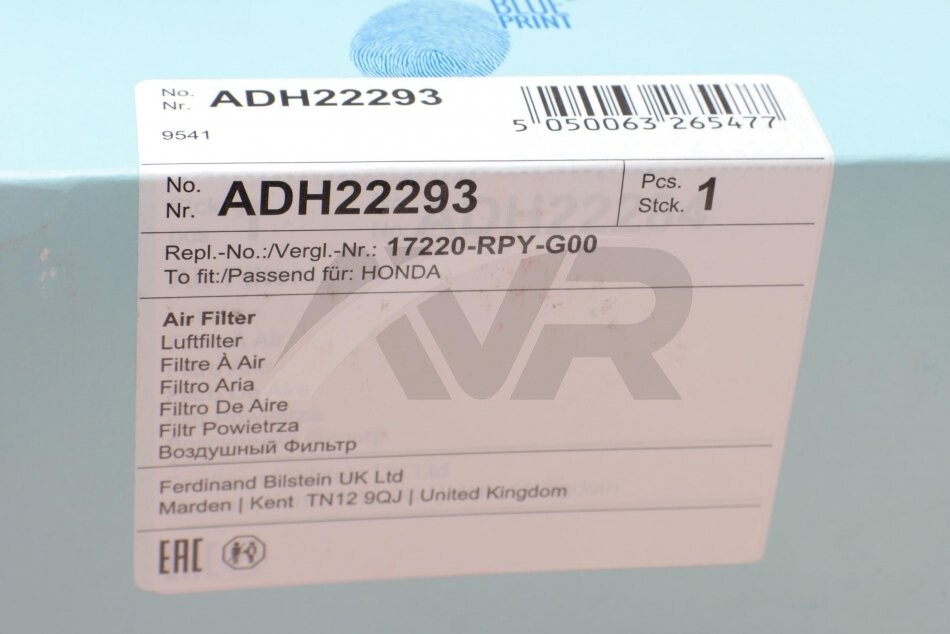 BLUE
PRINT
No.
Nr. ADH22293
9541
5 050063 265477
No.
Nr. ADH22293
Pcs.
Stck. 1
Repl.-No.:/Vergl.-Nr.: 17220-RPY-G00
To fit:/Passend für: HONDA
Air Filter
Luftfilter
Filtre À Air
Filtro Aria
Filtro De Aire
Filtr Powietrza
Воздушный Фильтр
Ferdinand Bilstein UK Ltd
Marden | Kent TN12 9QJ | United Kingdom
EAC
AVR